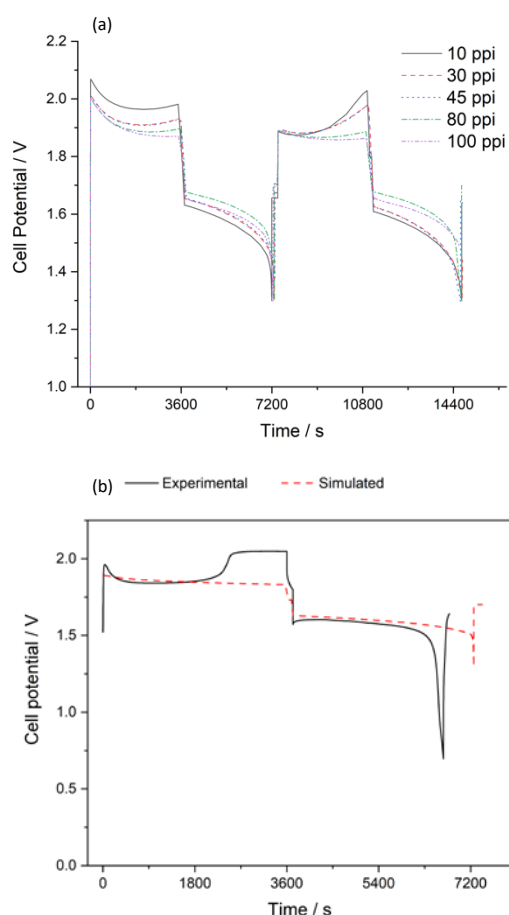 (a)
10 ppi
30 ppi
45 ppi
80 ppi
100 ppi
2.2
2.0
1.8
1.6
1.4
1.2
1.0
Cell Potential / V
0 3600 7200 10800 14400
Time / s
(b)
Experimental Simulated
2.0
1.5
1.0
0.5
0.0
Cell potential / V
0 1800 3600 5400 7200
Time / s